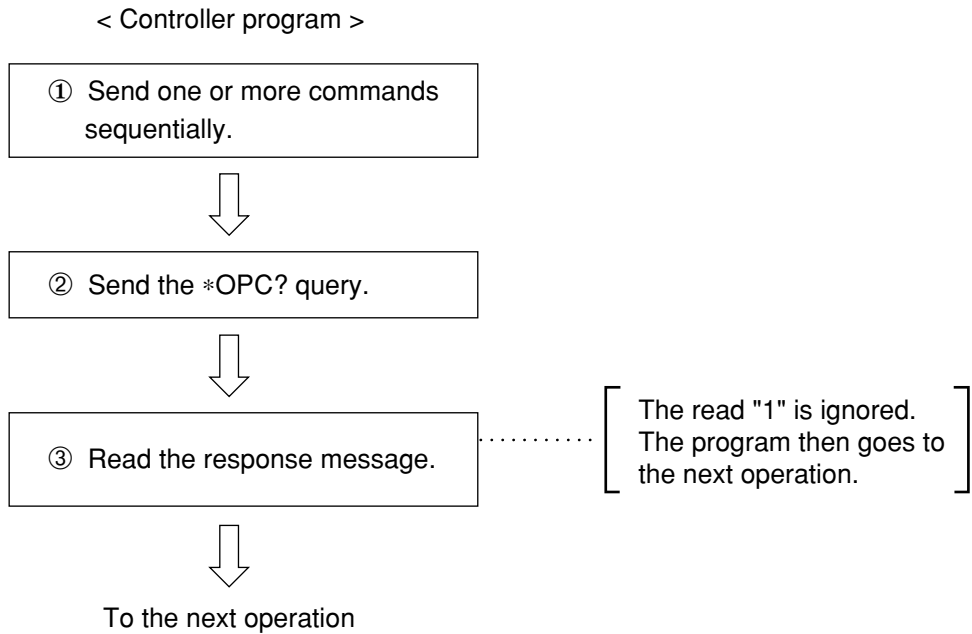 < Controller program >
① Send one or more commands
sequentially.
② Send the *OPC? query.
③ Read the response message.
The read "1" is ignored.
The program then goes to
the next operation.
To the next operation